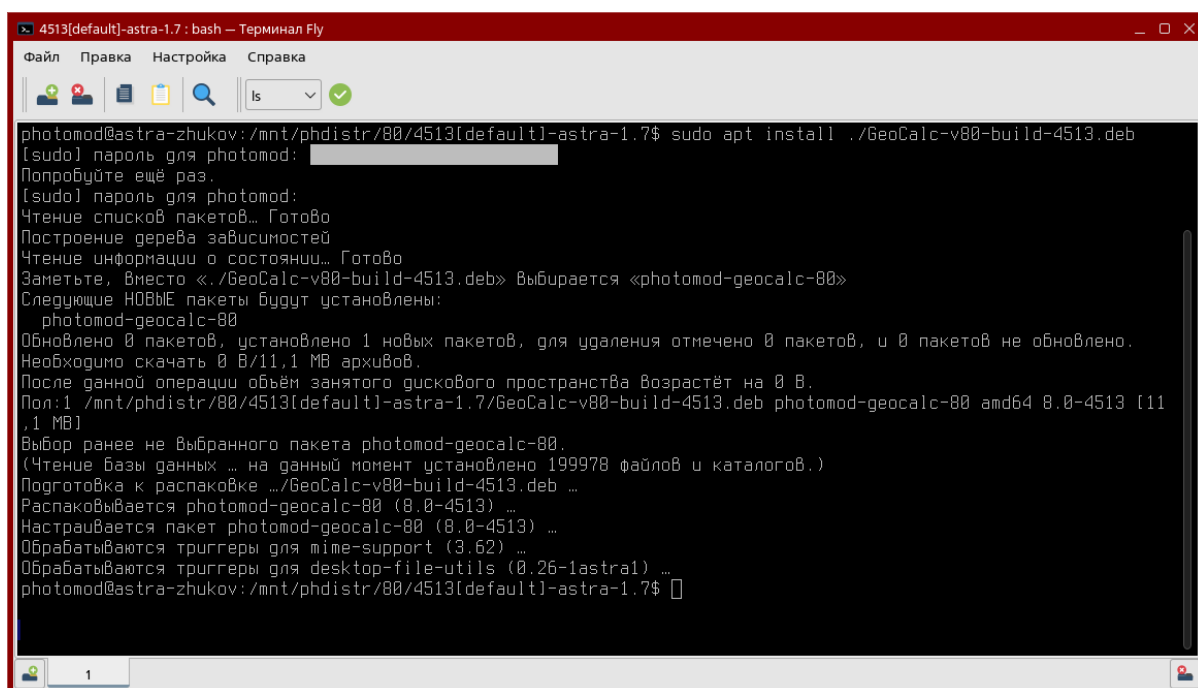 4513[default]-astra-1.7 : bash — Терминал Fly
Файл Правка Настройка Справка
ls
photomod@astra-zhukov:/mnt/phdistr/80/4513[default]-astra-1.7$ sudo apt install ./GeoCalc-v80-build-4513.deb
[sudo] пароль для photomod:
Попробуйте ещё раз.
[sudo] пароль для photomod:
Чтение списков пакетов… Готово
Построение дерева зависимостей
Чтение информации о состоянии… Готово
Заметьте, вместо «./GeoCalc-v80-build-4513.deb» выбирается «photomod-geocalc-80»
Следующие НОВЫЕ пакеты будут установлены:
photomod-geocalc-80
Обновлено 0 пакетов, установлено 1 новых пакетов, для удаления отмечено 0 пакетов, и 0 пакетов не обновлено.
Необходимо скачать 0 B/11,1 MB архивов.
После данной операции объём занятого дискового пространства возрастёт на 0 B.
Пол:1 /mnt/phdistr/80/4513[default]-astra-1.7/GeoCalc-v80-build-4513.deb photomod-geocalc-80 amd64 8.0-4513 [11
,1 MB]
Выбор ранее не выбранного пакета photomod-geocalc-80.
(Чтение базы данных … на данный момент установлено 199978 файлов и каталогов.)
Подготовка к распаковке …/GeoCalc-v80-build-4513.deb …
Распаковывается photomod-geocalc-80 (8.0-4513) …
Настраивается пакет photomod-geocalc-80 (8.0-4513) …
Обрабатываются триггеры для mime-support (3.62) …
Обрабатываются триггеры для desktop-file-utils (0.26-1astra1) …
photomod@astra-zhukov:/mnt/phdistr/80/4513[default]-astra-1.7$
1